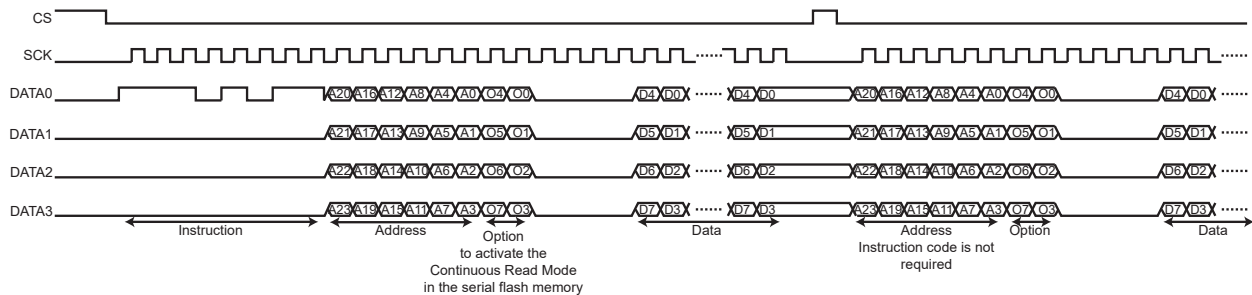 CS
SCK
DATA0 A20 A16 A12 A8 A4 A0 O4 O0 D4 D0 D4 D0 A20 A16 A12 A8 A4 A0 O4 O0 D4 D0
DATA1 A21 A17 A13 A9 A5 A1 O5 O1 D5 D1 D5 D1 A21 A17 A13 A9 A5 A1 O5 O1 D5 D1
DATA2 A22 A18 A14 A10 A6 A2 O6 O2 D6 D2 D6 D2 A22 A18 A14 A10 A6 A2 O6 O2 D6 D2
DATA3 A23 A19 A15 A11 A7 A3 O7 O3 D7 D3 D7 D3 A23 A19 A15 A11 A7 A3 O7 O3 D7 D3
Instruction Address Option Data Address Option Data
to activate the Instruction code is not
Continuous Read Mode required
in the serial flash memory